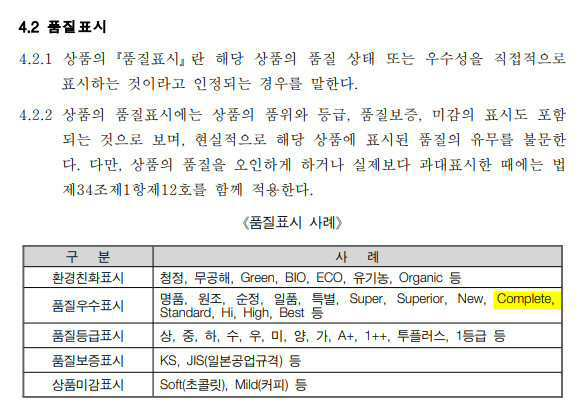 4.2 품질표시
4.2.1 상품의『품질표시』란 해당 상품의 품질 상태 또는 우수성을 직접적으로
표시하는 것이라고 인정되는 경우를 말한다.
4.2.2 상품의 품질표시에는 상품의 품위와 등급, 품질보증, 미감의 표시도 포함
되는 것으로 보며, 현실적으로 해당 상품에 표시된 품질의 유무를 불문한
다. 다만, 상품의 품질을 오인하게 하거나 실제보다 과대표시한 때에는 법
제34조제1항제12호를 함께 적용한다.
《품질표시 사례》
구 분 사 례
환경친화표시 청정, 무공해, Green, BIO, ECO, 유기농, Organic 등
품질우수표시 명품, 원조, 순정, 일품, 특별, Super, Superior, New, Complete,
Standard, Hi, High, Best 등
품질등급표시 상, 중, 하, 수, 우, 미, 양, 가, A+, 1++, 투플러스, 1등급 등
품질보증표시 KS, JIS(일본공업규격) 등
상품미감표시 Soft(초콜릿), Mild(커피) 등